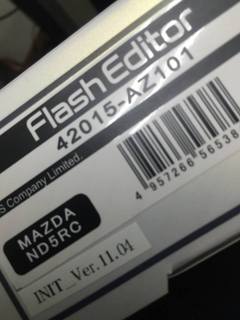 Flash Editor
42015-AZ101
S Company Limited.
4 957266 56538
MAZDA
ND5RC
INIT_Ver.11.04